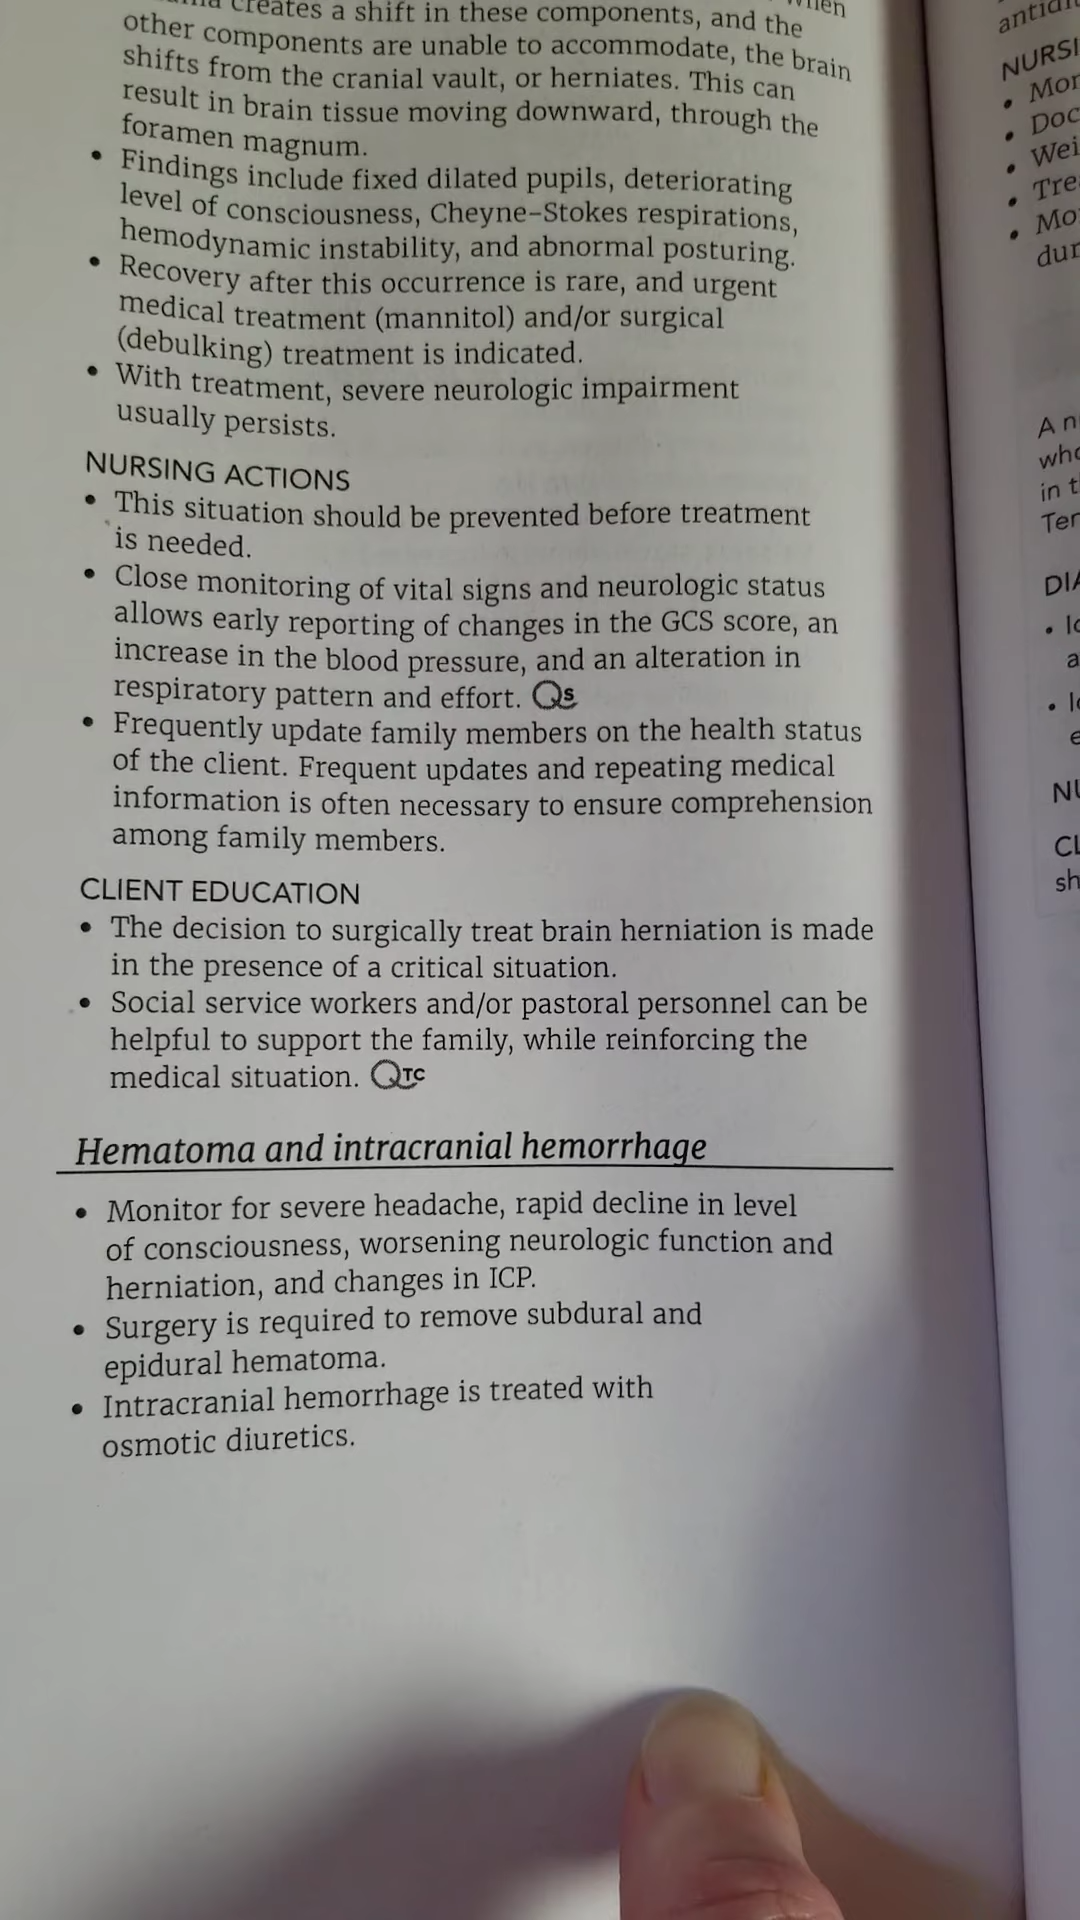 creates a shift in these components, and the
other components are unable to accommodate, the brain
shifts from the cranial vault, or herniates. This can
result in brain tissue moving downward, through the
foramen magnum.
• Findings include fixed dilated pupils, deteriorating
level of consciousness, Cheyne-Stokes respirations,
hemodynamic instability, and abnormal posturing.
• Recovery after this occurrence is rare, and urgent
medical treatment (mannitol) and/or surgical
(debulking) treatment is indicated.
• With treatment, severe neurologic impairment
usually persists.
NURSING ACTIONS
• This situation should be prevented before treatment
is needed.
• Close monitoring of vital signs and neurologic status
allows early reporting of changes in the GCS score, an
increase in the blood pressure, and an alteration in
respiratory pattern and effort. QS
• Frequently update family members on the health status
of the client. Frequent updates and repeating medical
information is often necessary to ensure comprehension
among family members.
CLIENT EDUCATION
• The decision to surgically treat brain herniation is made
in the presence of a critical situation.
• Social service workers and/or pastoral personnel can be
helpful to support the family, while reinforcing the
medical situation. QTC
Hematoma and intracranial hemorrhage
• Monitor for severe headache, rapid decline in level
of consciousness, worsening neurologic function and
herniation, and changes in ICP.
• Surgery is required to remove subdural and
epidural hematoma.
• Intracranial hemorrhage is treated with
osmotic diuretics.
NURSI
• Mor
• Doc
• Wei
• Tre
• Mo
dur
A n
who
in t
Ter
DIA
NU
CL
sh